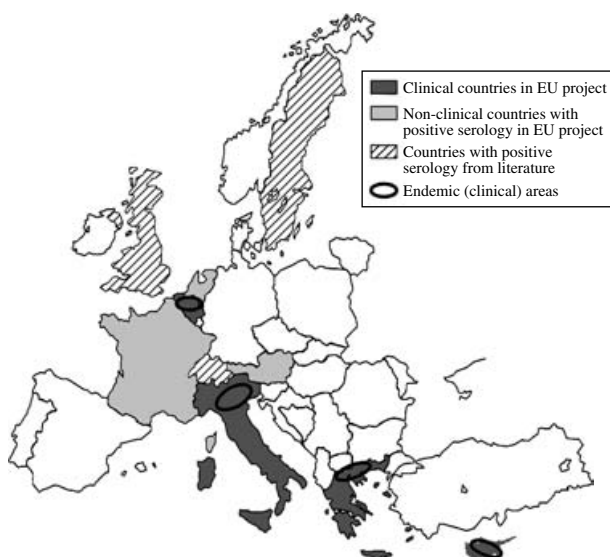 Clinical countries in EU project
Non-clinical countries with
positive serology in EU project
Countries with positive
serology from literature
Endemic (clinical) areas